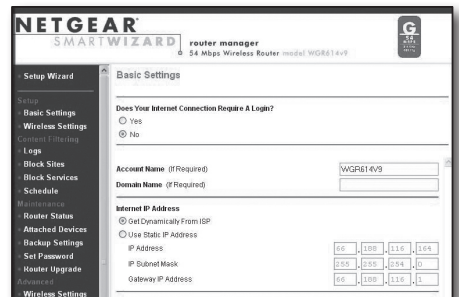 NETGEAR
SMARTWIZARD router manager
54 Mbps Wireless Router model WGR614v9
G
54
Setup Wizard
Setup
Basic Settings
Wireless Settings
Content Filtering
Logs
Block Sites
Block Services
Schedule
Maintenance
Router Status
Attached Devices
Backup Settings
Set Password
Router Upgrade
Advanced
Wireless Settings
Basic Settings
Does Your Internet Connection Require A Login?
Yes
No
Account Name (If Required) WGR614V9
Domain Name (If Required)
Internet IP Address
Get Dynamically From ISP
Use Static IP Address
IP Address 66 . 188 . 116 . 164
IP Subnet Mask 255 . 255 . 254 . 0
Gateway IP Address 66 . 188 . 116 . 1